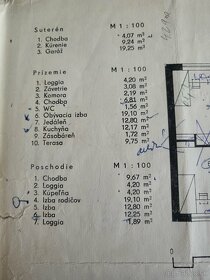 Suterén M 1 : 100
1. Chodba 4,07 m²
2. Kúrenie 9,24 m²
3. Garáž 19,25 m²
Prízemie M 1 : 100
1. Loggia 4,20 m²
2. Závetrie 3,08 m²
3. Komora 2,19 m²
4. Chodba 6,81 m²
5. WC 1,56 m²
6. Obývacia izba 19,10 m²
7. Jedáleň 12,80 m²
8. Kuchyňa 12,17 m²
9. Zásobáreň 1,72 m²
10. Terasa 9,75 m²
Poschodie M 1 : 100
1. Chodba 9,67 m²
2. Loggia 4,20 m²
3. Kúpelňa 4,20 m²
4. Izba rodičov 19,10 m²
5. Izba 12,80 m²
6. Izba 12,25 m²
7. Loggia 1,89 m²